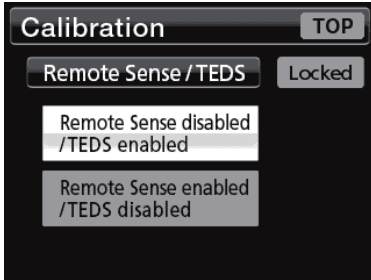 Calibration TOP
Remote Sense / TEDS Locked
Remote Sense disabled
/TEDS enabled
Remote Sense enabled
/TEDS disabled